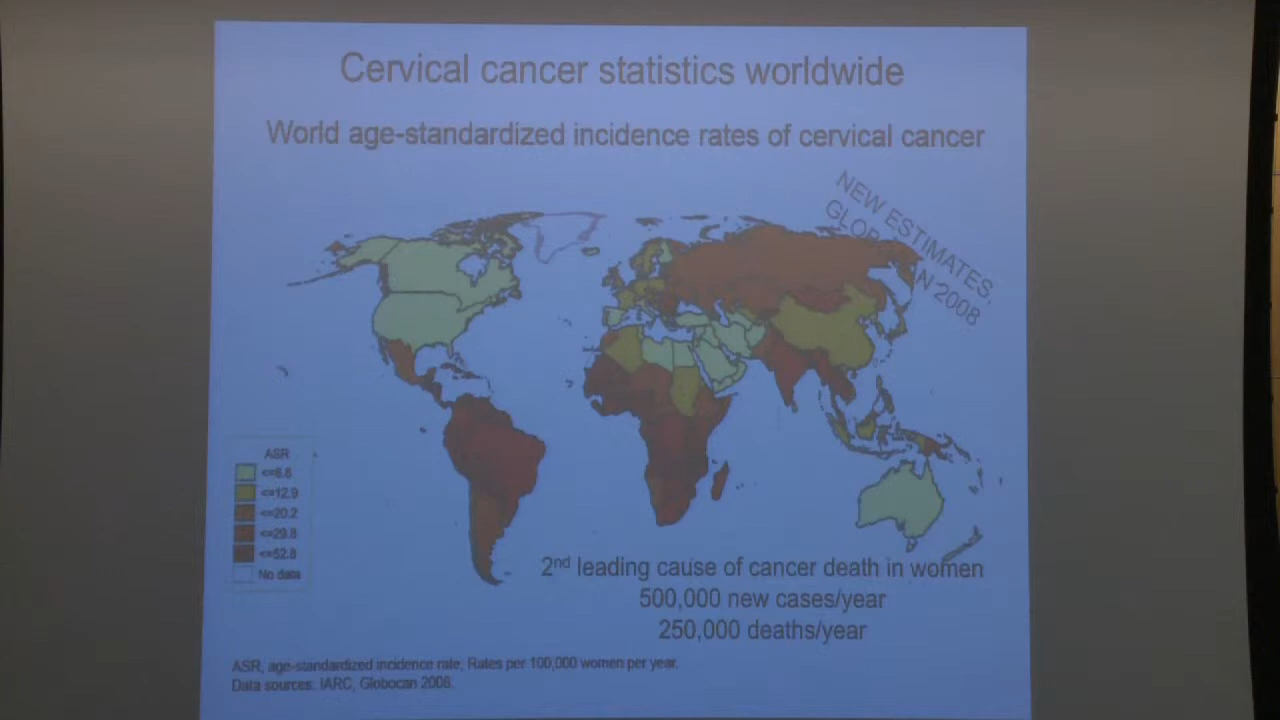 Cervical cancer statistics worldwide
World age-standardized incidence rates of cervical cancer
NEW ESTIMATES,
2008
ASR
<=8.8
<=12.9
<=20.2
<=29.8
<=52.8
No data
2nd leading cause of cancer death in women
500,000 new cases/year
250,000 deaths/year
ASR, age-standardized incidence rate; Rates per 100,000 women per year.
Data sources: IARC, Globocan 2008.